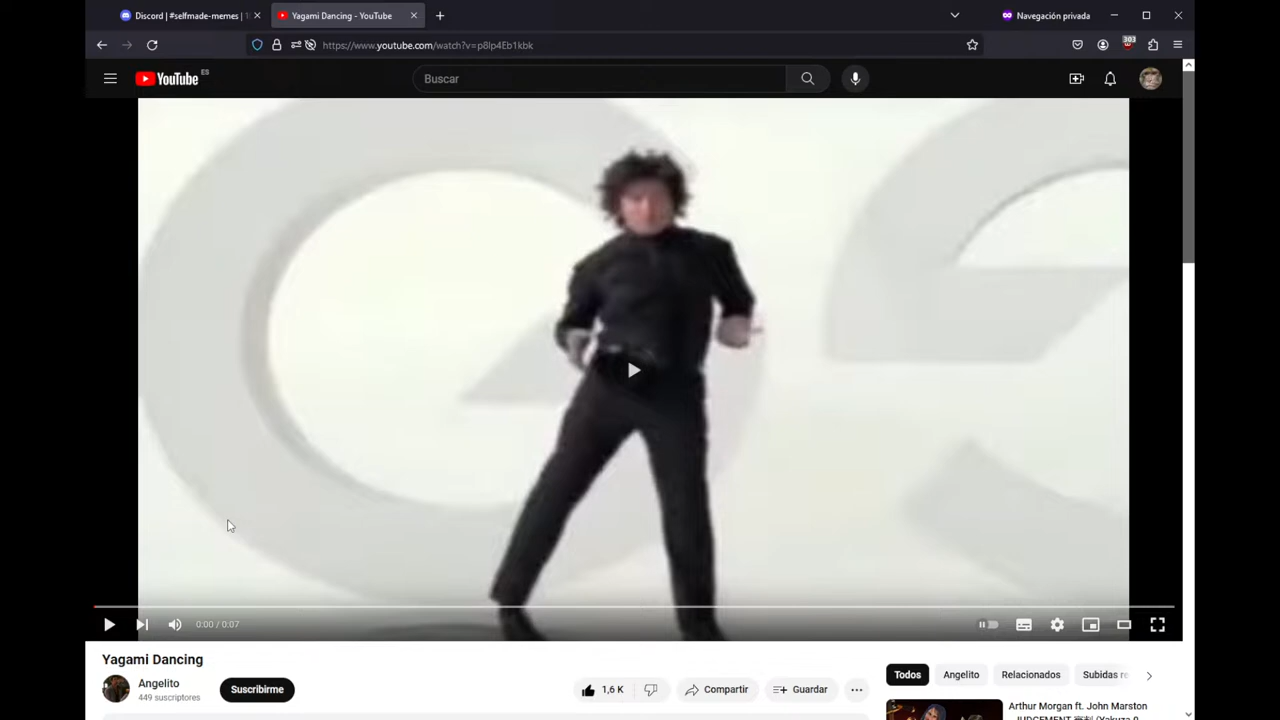 Discord | #selfmade-memes | 1
Yagami Dancing - YouTube
Navegación privada
https://www.youtube.com/watch?v=p8Ip4Eb1kbk
303
YouTube ES
Buscar
0:00 / 0:07
Yagami Dancing
Angelito
449 suscriptores
Suscribirme
1,6 K
Compartir
Guardar
Todos
Angelito
Relacionados
Subidas re
Arthur Morgan ft. John Marston